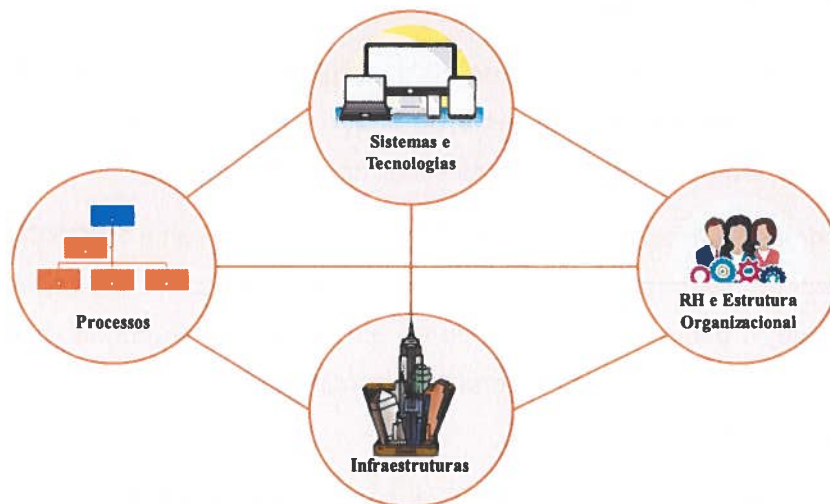 Sistemas e
Tecnologias
Processos
RH e Estrutura
Organizacional
Infraestruturas